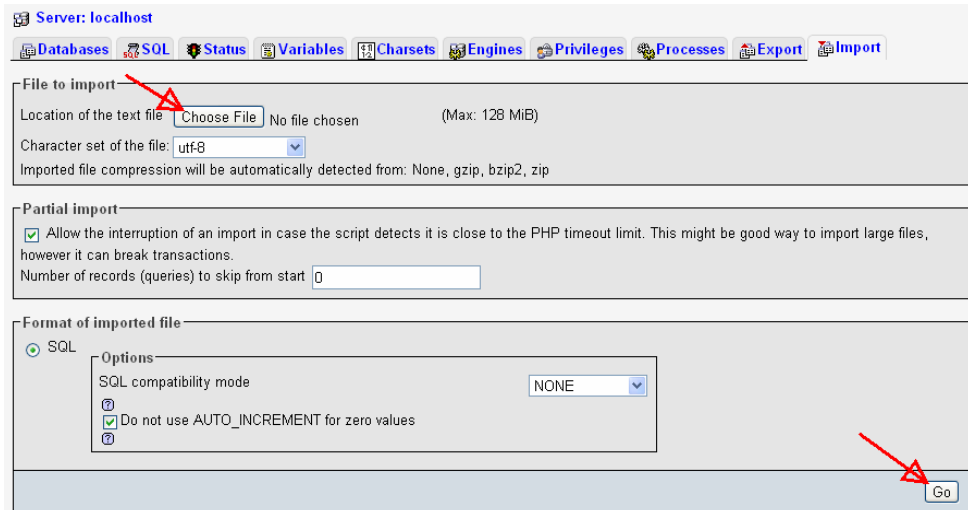 Server: localhost
Databases SQL Status Variables Charsets Engines Privileges Processes Export Import
File to import
Location of the text file Choose File No file chosen (Max: 128 MiB)
Character set of the file: utf-8
Imported file compression will be automatically detected from: None, gzip, bzip2, zip
Partial import
Allow the interruption of an import in case the script detects it is close to the PHP timeout limit. This might be good way to import large files,
however it can break transactions.
Number of records (queries) to skip from start 0
Format of imported file
SQL
Options
SQL compatibility mode NONE
Do not use AUTO_INCREMENT for zero values
Go